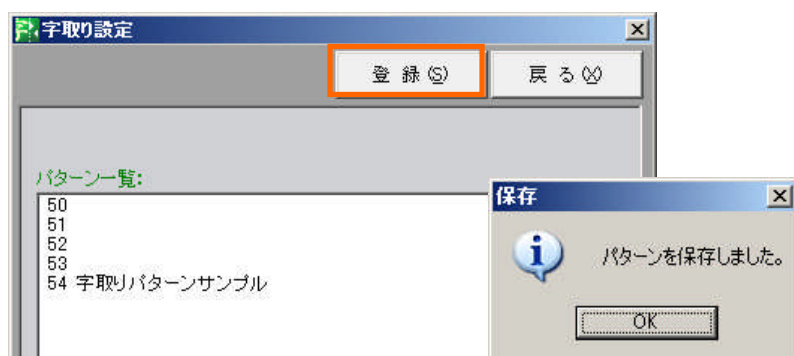 字取り設定
登 録(S)
戻 る(X)
パターン一覧:
50
51
52
53
54 字取りパターンサンプル
保存
パターンを保存しました。
OK